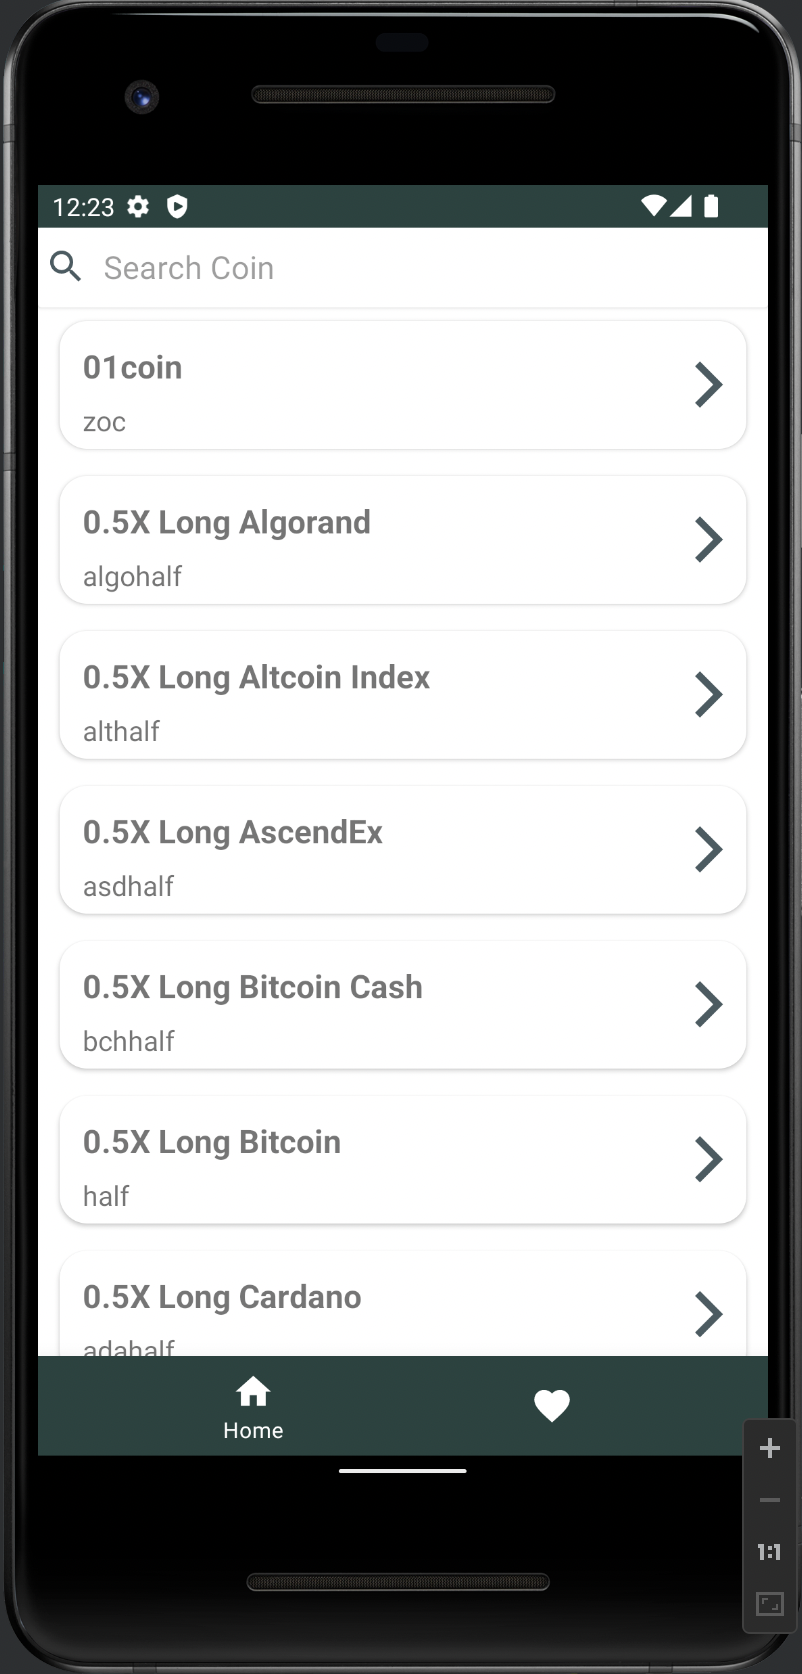 12:23
Search Coin
01coin
zoc
0.5X Long Algorand
algohalf
0.5X Long Altcoin Index
althalf
0.5X Long AscendEx
asdhalf
0.5X Long Bitcoin Cash
bchhalf
0.5X Long Bitcoin
half
0.5X Long Cardano
adahalf
Home
1:1